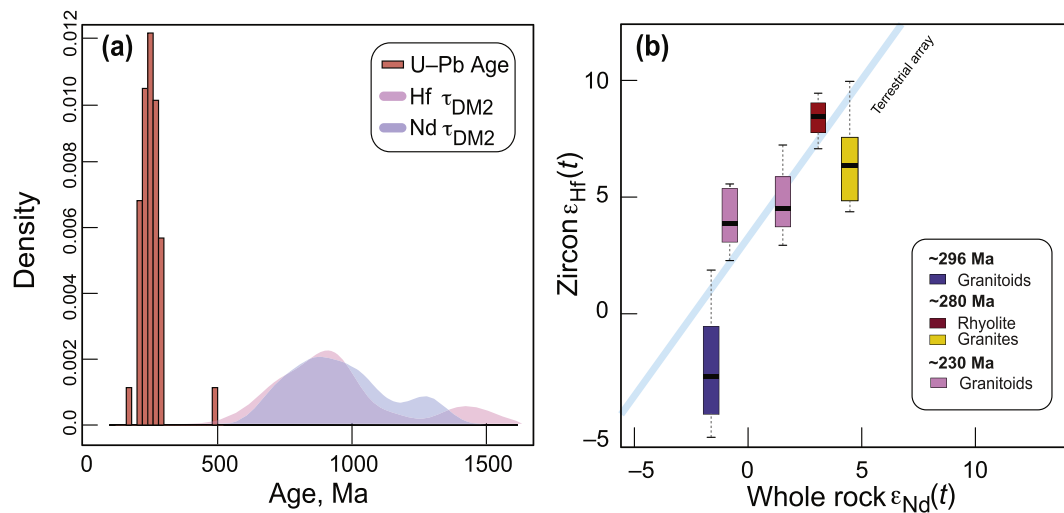 (a)
U–Pb Age
Hf τDM2
Nd τDM2
Density
0.012
0.010
0.008
0.006
0.004
0.002
0.0
0
500
1000
1500
Age, Ma
(b)
Terrestrial array
Zircon εHf(t)
10
5
0
–5
~296 Ma
Granitoids
~280 Ma
Rhyolite
Granites
~230 Ma
Granitoids
–5
0
5
10
Whole rock εNd(t)